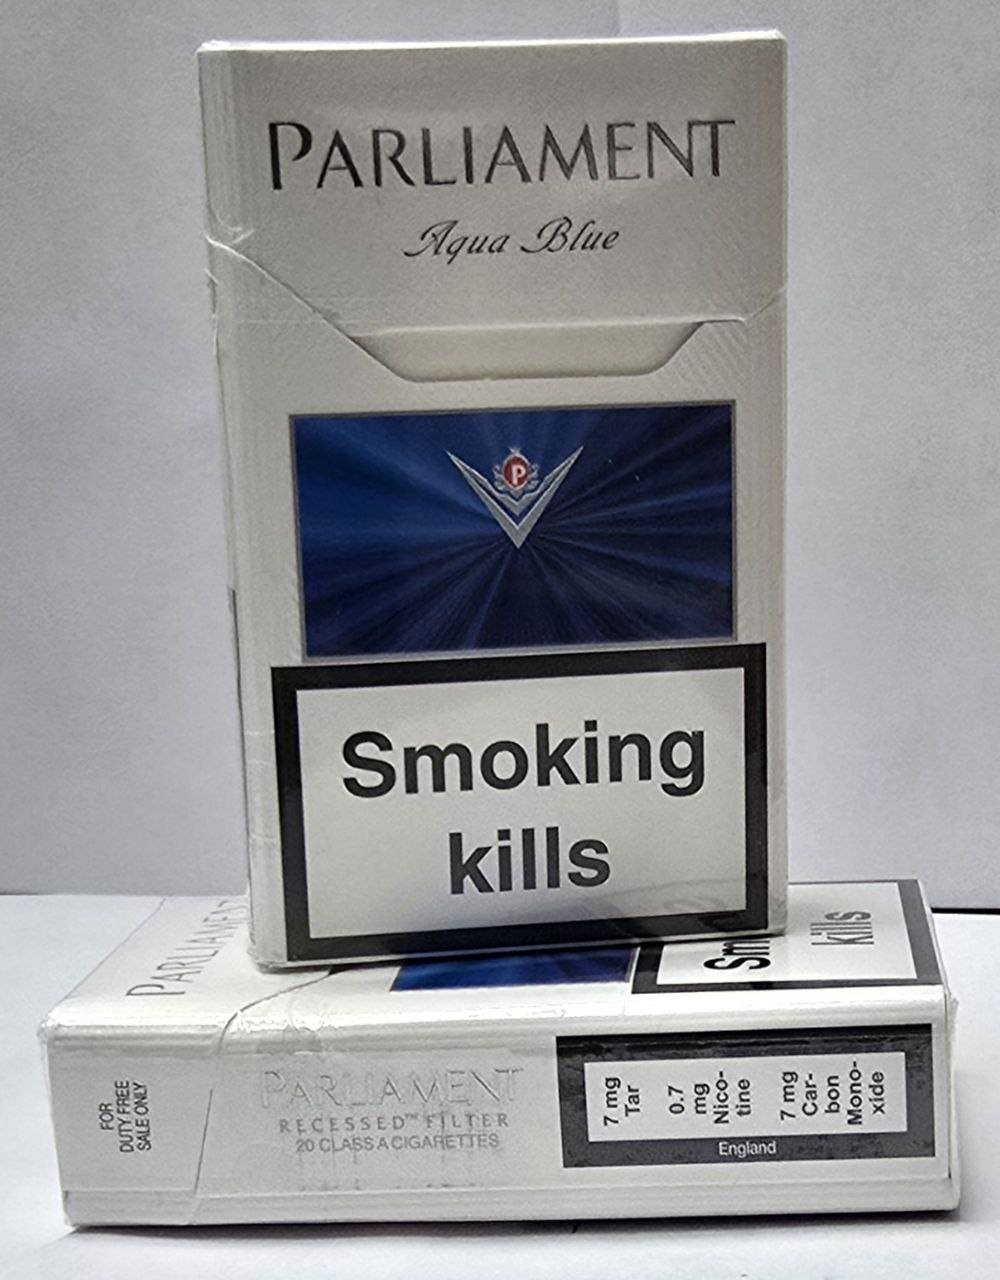 PARLIAMENT
Aqua Blue
P
Smoking
kills
PARLIAMENT
Sm
kills
FOR
DUTY FREE
SALE ONLY
PARLIAMENT
RECESSED™ FILTER
20 CLASS A CIGARETTES
7 mg
Tar
0.7
mg
Nico-
tine
7 mg
Car-
bon
Mono-
xide
England